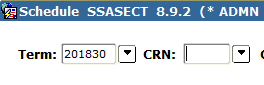 Schedule SSASECT 8.9.2 (* ADMN
Term: 201830 CRN: